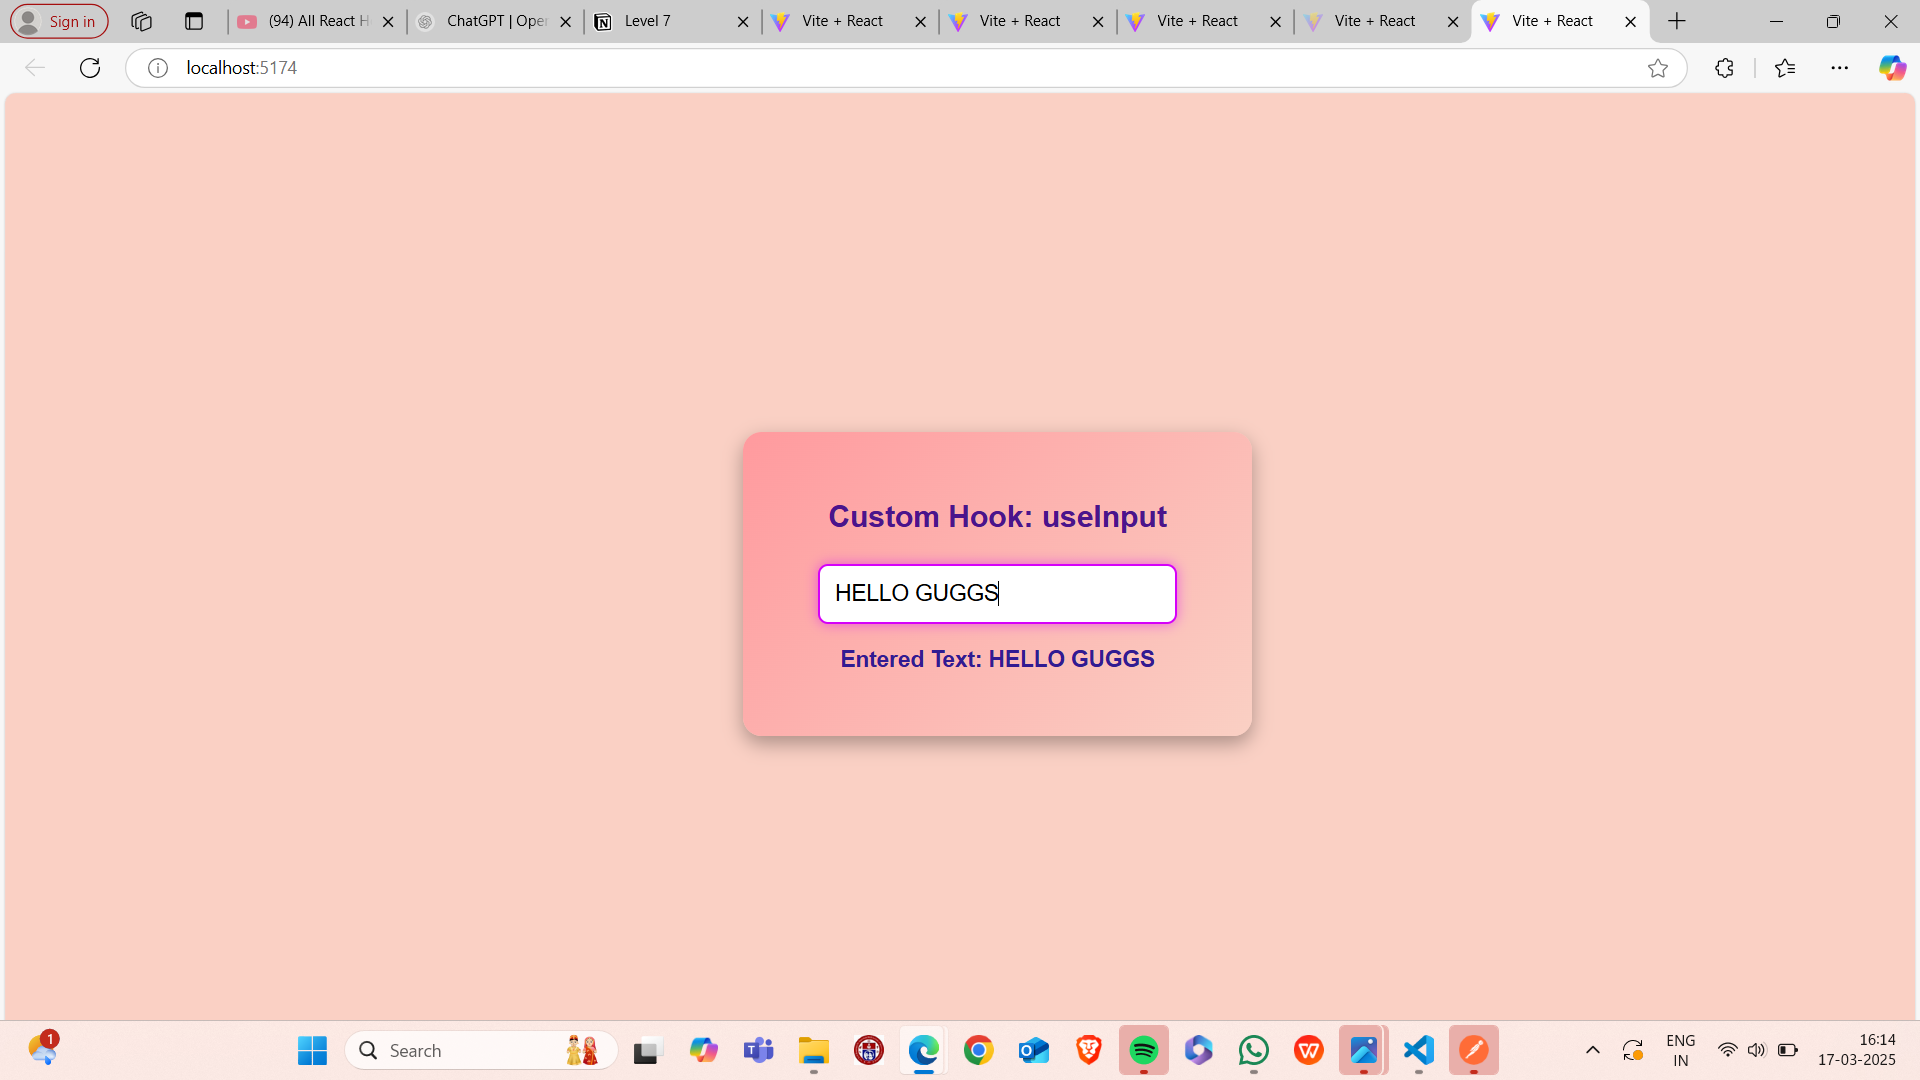 Sign in
(94) All React H
ChatGPT | Oper
Level 7
Vite + React
Vite + React
Vite + React
Vite + React
Vite + React
localhost:5174
Custom Hook: useInput
HELLO GUGGS
Entered Text: HELLO GUGGS
1
Search
ENG
IN
16:14
17-03-2025